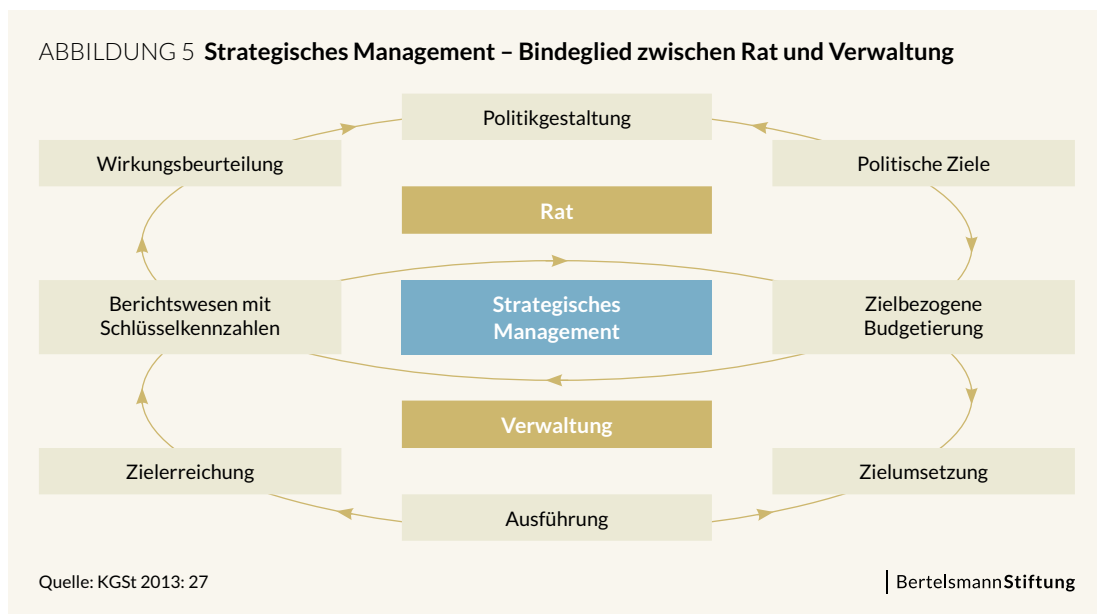 ABBILDUNG 5 Strategisches Management – Bindeglied zwischen Rat und Verwaltung
Politikgestaltung
Wirkungsbeurteilung
Politische Ziele
Rat
Berichtswesen mit
Schlüsselkennzahlen
Strategisches
Management
Zielbezogene
Budgetierung
Verwaltung
Zielerreichung
Zielumsetzung
Ausführung
Quelle: KGSt 2013: 27
BertelsmannStiftung